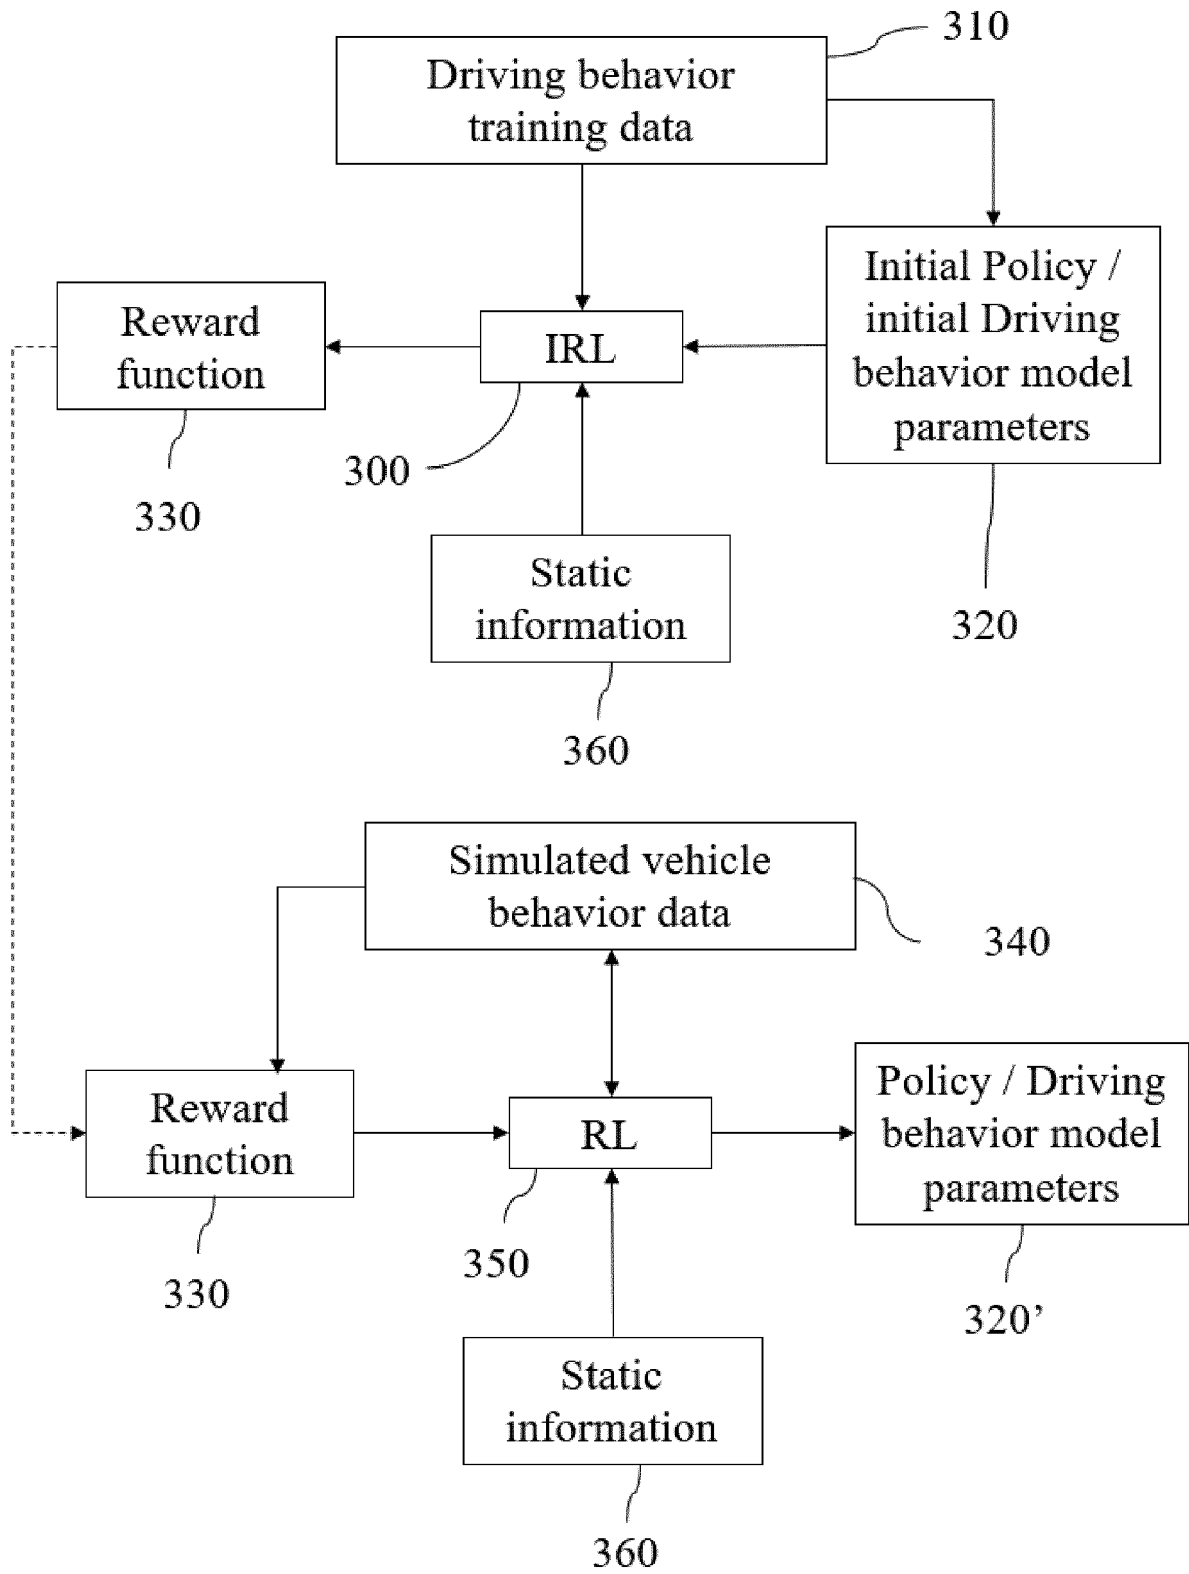 310
Driving behavior
training data
Initial Policy /
initial Driving
behavior model
parameters
Reward
function
IRL
300
330
Static
information
320
360
Simulated vehicle
behavior data
340
Policy / Driving
behavior model
parameters
Reward
function
RL
350
330
320’
Static
information
360